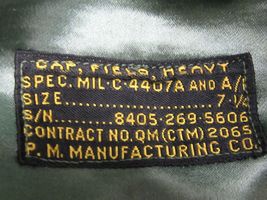 CAP, FIELD, HEAVY
SPEC. MIL-C-4407A AND A/1
SIZE.................... 7 1/4
S/N.......... 8405-269-5606
CONTRACT NO. QM(CTM) 2065
P. M. MANUFACTURING CO.